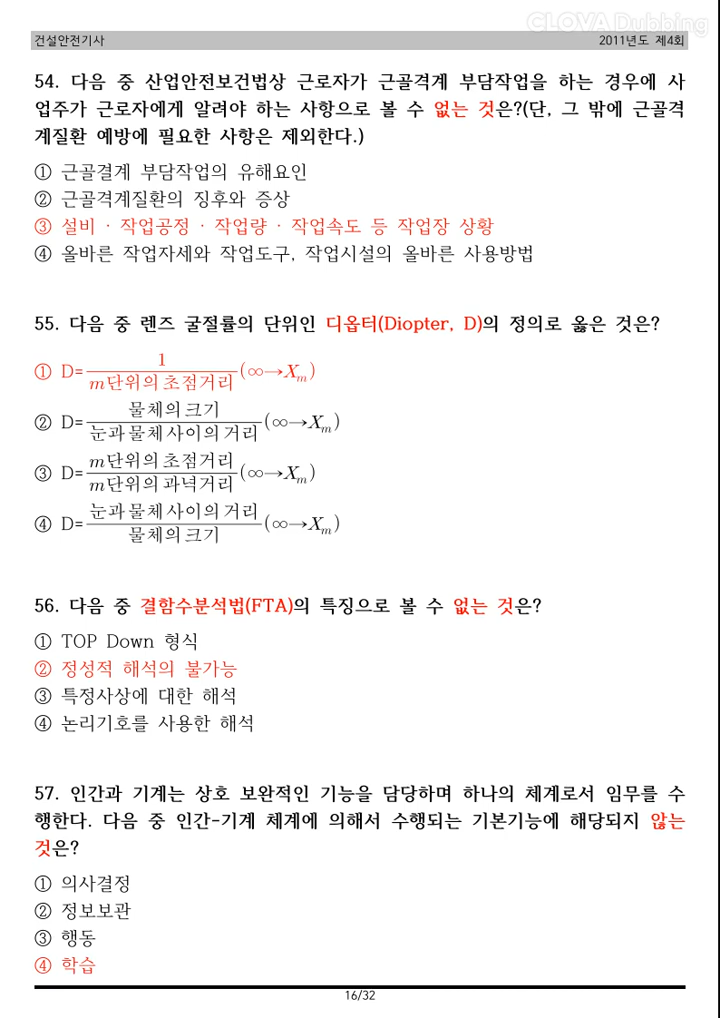 CLOVA Dubbing
건설안전기사 2011년도 제4회
54. 다음 중 산업안전보건법상 근로자가 근골격계 부담작업을 하는 경우에 사
업주가 근로자에게 알려야 하는 사항으로 볼 수 없는 것은?(단, 그 밖에 근골격
계질환 예방에 필요한 사항은 제외한다.)
① 근골결계 부담작업의 유해요인
② 근골격계질환의 징후와 증상
③ 설비 · 작업공정 · 작업량 · 작업속도 등 작업장 상황
④ 올바른 작업자세와 작업도구, 작업시설의 올바른 사용방법
55. 다음 중 렌즈 굴절률의 단위인 디옵터(Diopter, D)의 정의로 옳은 것은?
① D=1/m단위의 초점거리(∞→Xm)
② D=물체의 크기/눈과 물체 사이의 거리(∞→Xm)
③ D=m단위의 초점거리/m단위의 과녁거리(∞→Xm)
④ D=눈과 물체 사이의 거리/물체의 크기(∞→Xm)
56. 다음 중 결함수분석법(FTA)의 특징으로 볼 수 없는 것은?
① TOP Down 형식
② 정성적 해석의 불가능
③ 특정사상에 대한 해석
④ 논리기호를 사용한 해석
57. 인간과 기계는 상호 보완적인 기능을 담당하며 하나의 체계로서 임무를 수
행한다. 다음 중 인간-기계 체계에 의해서 수행되는 기본기능에 해당되지 않는
것은?
① 의사결정
② 정보보관
③ 행동
④ 학습
16/32